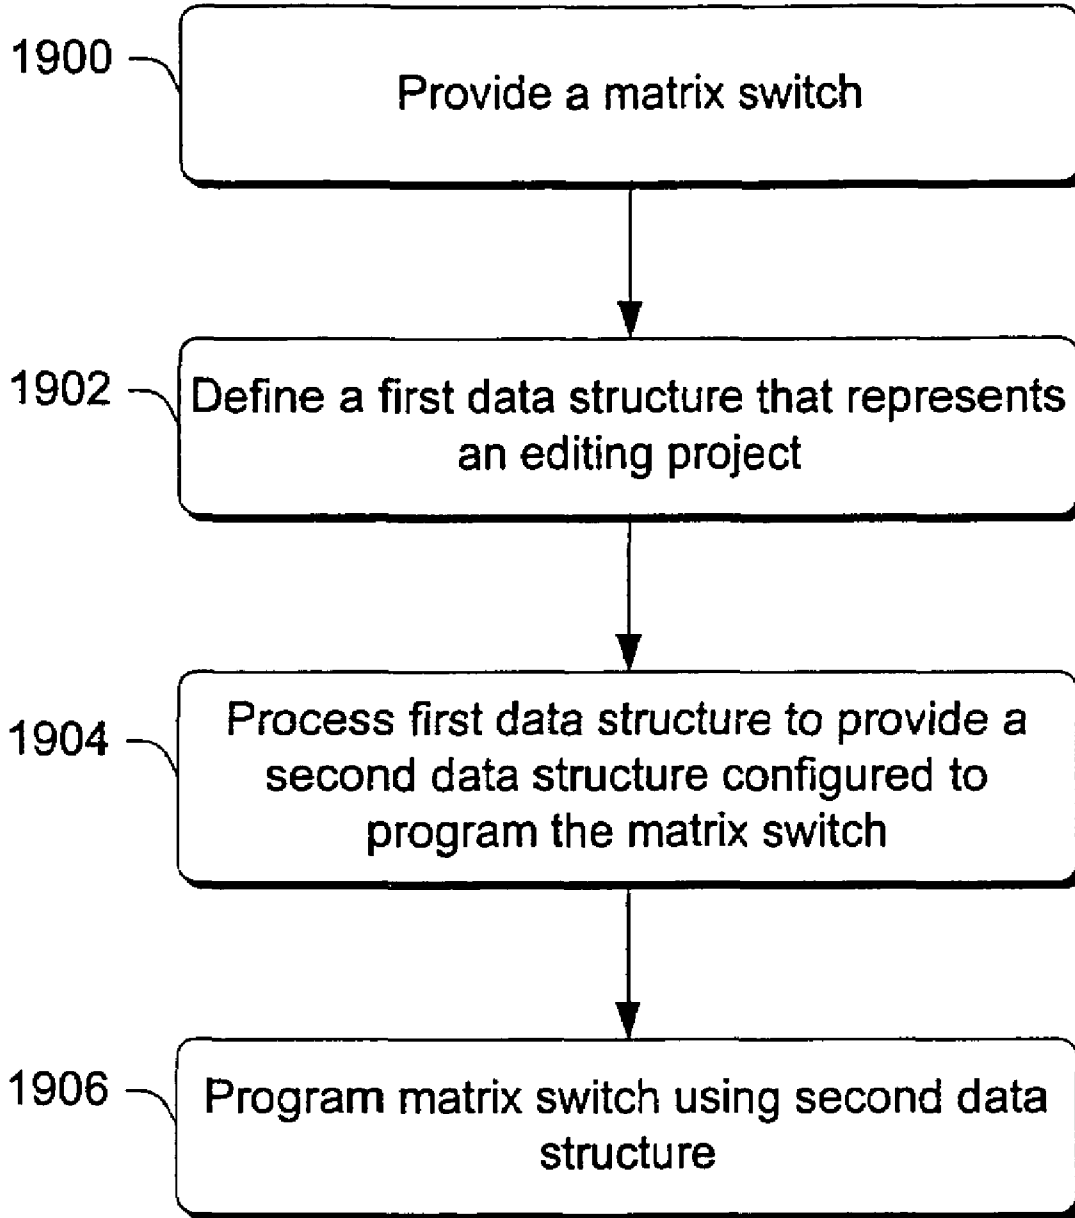 1900
Provide a matrix switch
1902
Define a first data structure that represents
an editing project
1904
Process first data structure to provide a
second data structure configured to
program the matrix switch
1906
Program matrix switch using second data
structure